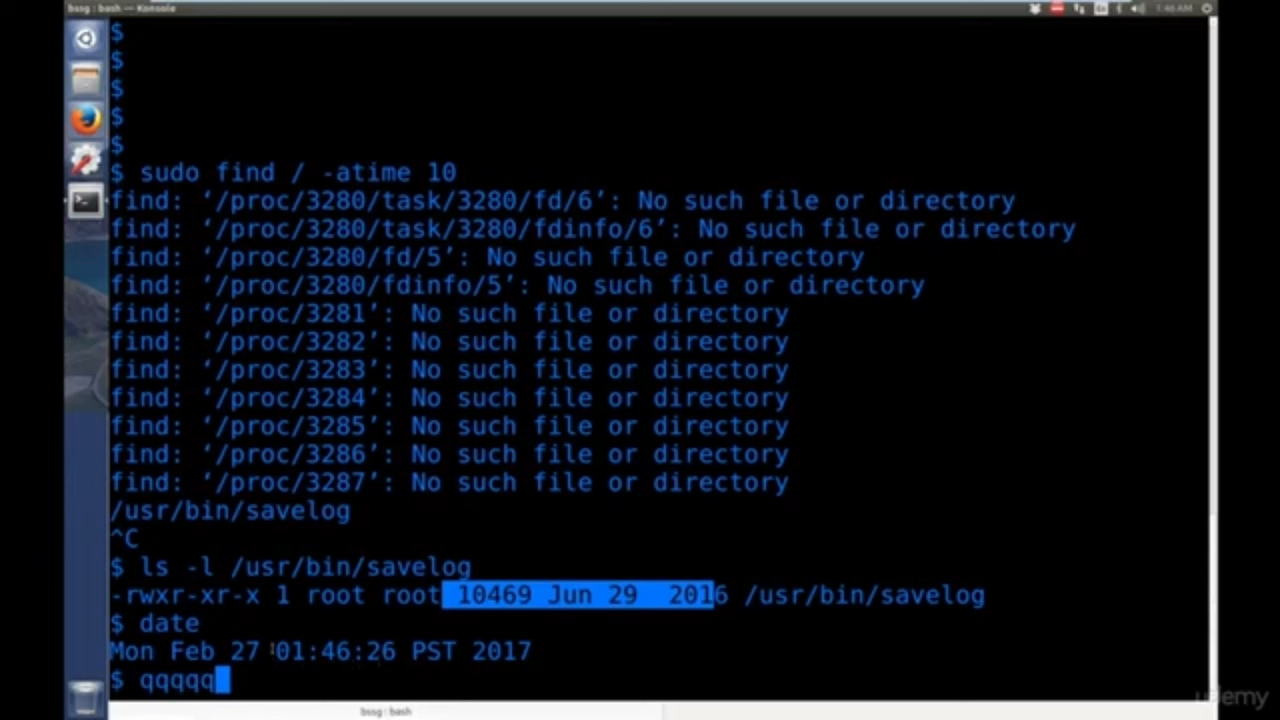 bssg : bash — Konsole
1:46 AM
$
$
$
$
$
$ sudo find / -atime 10
find: ‘/proc/3280/task/3280/fd/6’: No such file or directory
find: ‘/proc/3280/task/3280/fdinfo/6’: No such file or directory
find: ‘/proc/3280/fd/5’: No such file or directory
find: ‘/proc/3280/fdinfo/5’: No such file or directory
find: ‘/proc/3281’: No such file or directory
find: ‘/proc/3282’: No such file or directory
find: ‘/proc/3283’: No such file or directory
find: ‘/proc/3284’: No such file or directory
find: ‘/proc/3285’: No such file or directory
find: ‘/proc/3286’: No such file or directory
find: ‘/proc/3287’: No such file or directory
/usr/bin/savelog
^C
$ ls -l /usr/bin/savelog
-rwxr-xr-x 1 root root 10469 Jun 29  2016 /usr/bin/savelog
$ date
Mon Feb 27 01:46:26 PST 2017
$ qqqqq
bssg : bash
udemy